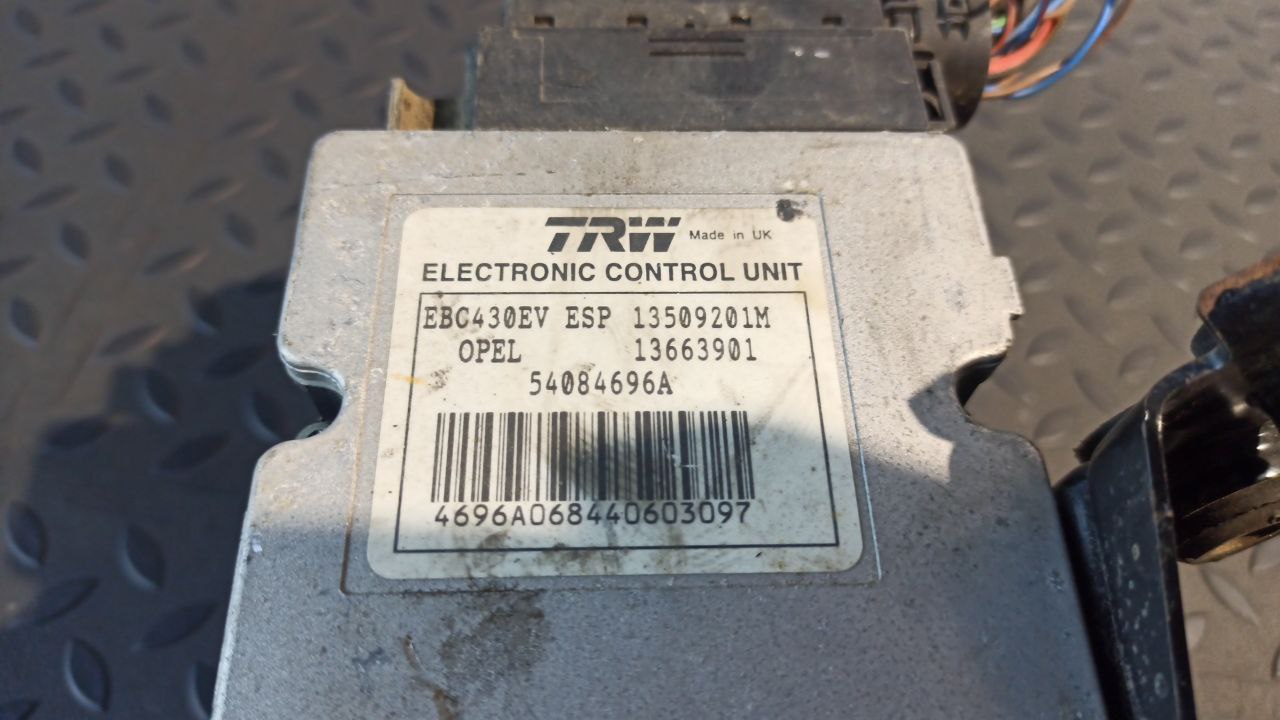 TRW Made in UK
ELECTRONIC CONTROL UNIT
EBC430EV ESP 13509201M
OPEL 13663901
54084696A
4696A068440603097